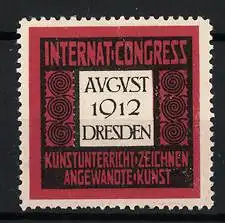 INTERNAT·CONGRESS
AVGVST
1912
DRESDEN
KUNSTUNTERRICHT·ZEICHNEN
ANGEWANDTE·KUNST